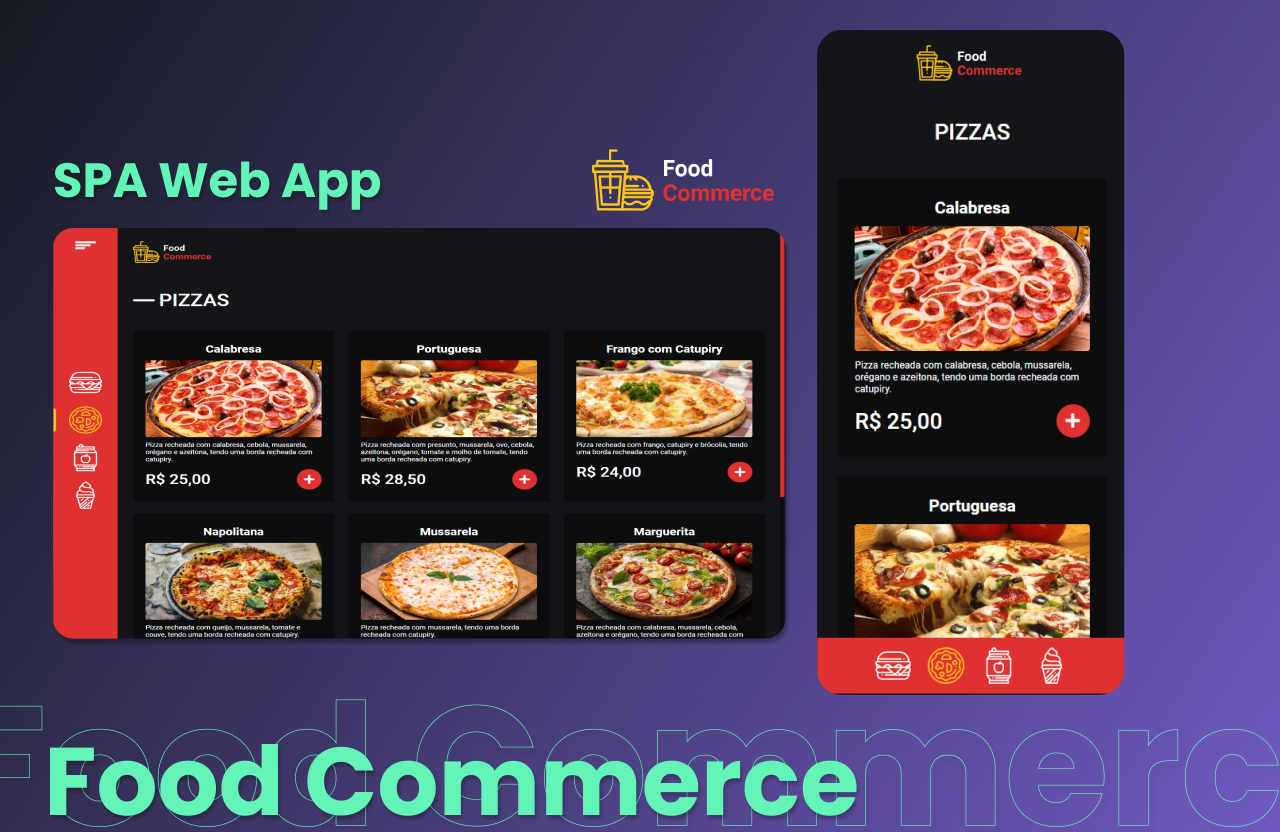 SPA Web App
Food
Commerce
Food
Commerce
— PIZZAS
Calabresa
Pizza recheada com calabresa, cebola, mussarela,
orégano e azeitona, tendo uma borda recheada com
catupiry.
R$ 25,00
Portuguesa
Pizza recheada com presunto, mussarela, ovo, cebola,
azeitona, orégano, tomate e molho de tomate, tendo
uma borda recheada com catupiry.
R$ 28,50
Frango com Catupiry
Pizza recheada com frango, catupiry e brócolis, tendo
uma borda recheada com catupiry.
R$ 24,00
Napolitana
Pizza recheada com queijo, mussarela, tomate e
couve, tendo uma borda recheada com catupiry.
Mussarela
Pizza recheada com mussarela, tendo uma borda
recheada com catupiry.
Marguerita
Pizza recheada com calabresa, mussarela, cebola,
azeitona e orégano, tendo uma borda recheada com
Food
Commerce
PIZZAS
Calabresa
Pizza recheada com calabresa, cebola, mussarela,
orégano e azeitona, tendo uma borda recheada com
catupiry.
R$ 25,00
Portuguesa
Food Commerc
Food Commerce